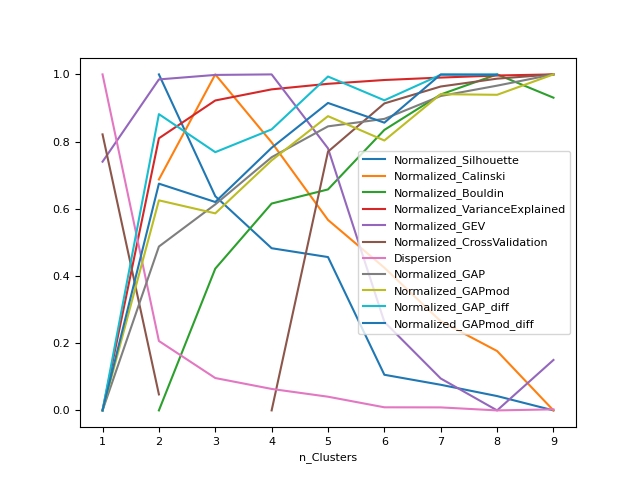 1.0
0.8
0.6
0.4
0.2
0.0
Normalized_Silhouette
Normalized_Calinski
Normalized_Bouldin
Normalized_VarianceExplained
Normalized_GEV
Normalized_CrossValidation
Dispersion
Normalized_GAP
Normalized_GAPmod
Normalized_GAP_diff
Normalized_GAPmod_diff
1 2 3 4 5 6 7 8 9
n_Clusters